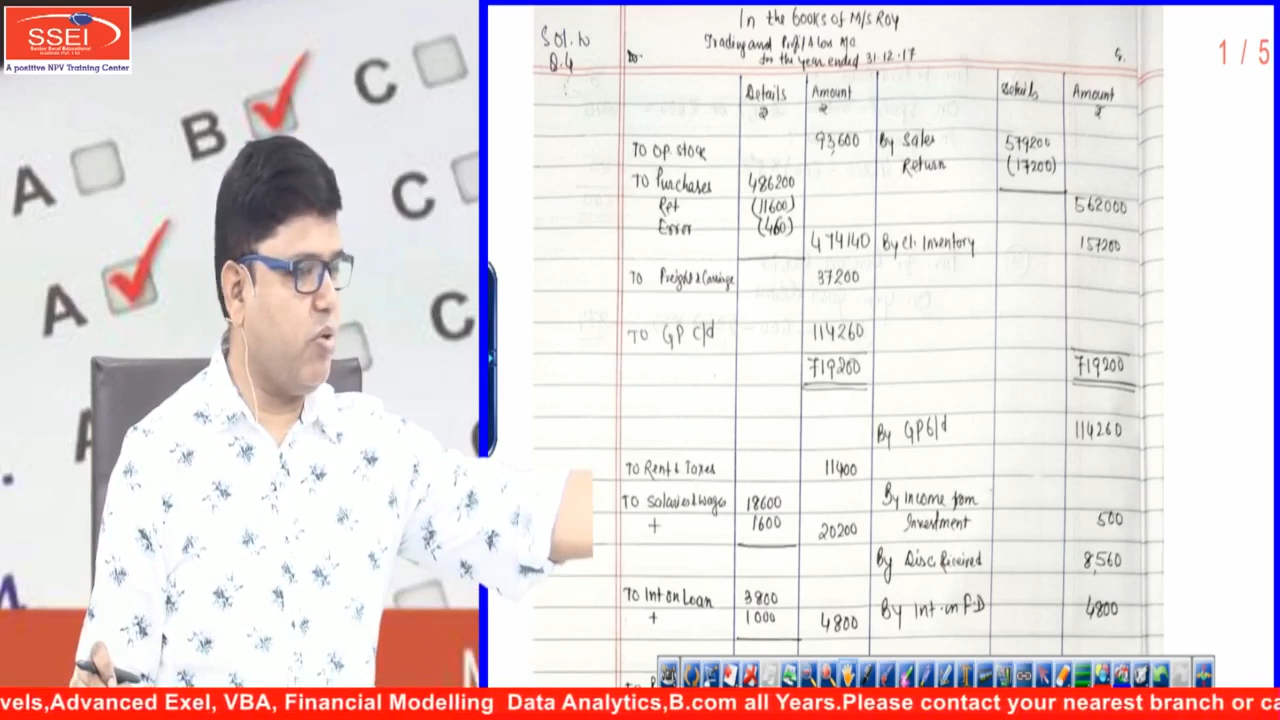 SSEI
A positive NPV Training Center
A
B
C
A
C
A
C
Sol. to
Q.4
In the books of M/S Roy
Trading and Profit & Loss A/c
for the year ended 31.12.17
Dr.
Cr.
1 / 5
Details ₹ Amount ₹ Details Amount ₹
To Op. stock 93,600 By Sales 579200
Return (17200)
562000
To Purchases 486200
Ret (11600)
Error (460)
474140 By Cl. Inventory 157200
To Freight & Carriage 37200
To GP c/d 114260
719200 719200
By GP b/d 114260
To Rent & Taxes 11400
To Salaries & Wages 18600 By income from
+ 1600 20200 Investment 500
By Disc Received 8,560
To Int on Loan 3800
+ 1000 4800 By Int. on F.D 4800
vels,Advanced Exel, VBA, Financial Modelling Data Analytics,B.com all Years.Please contact your nearest branch or ca